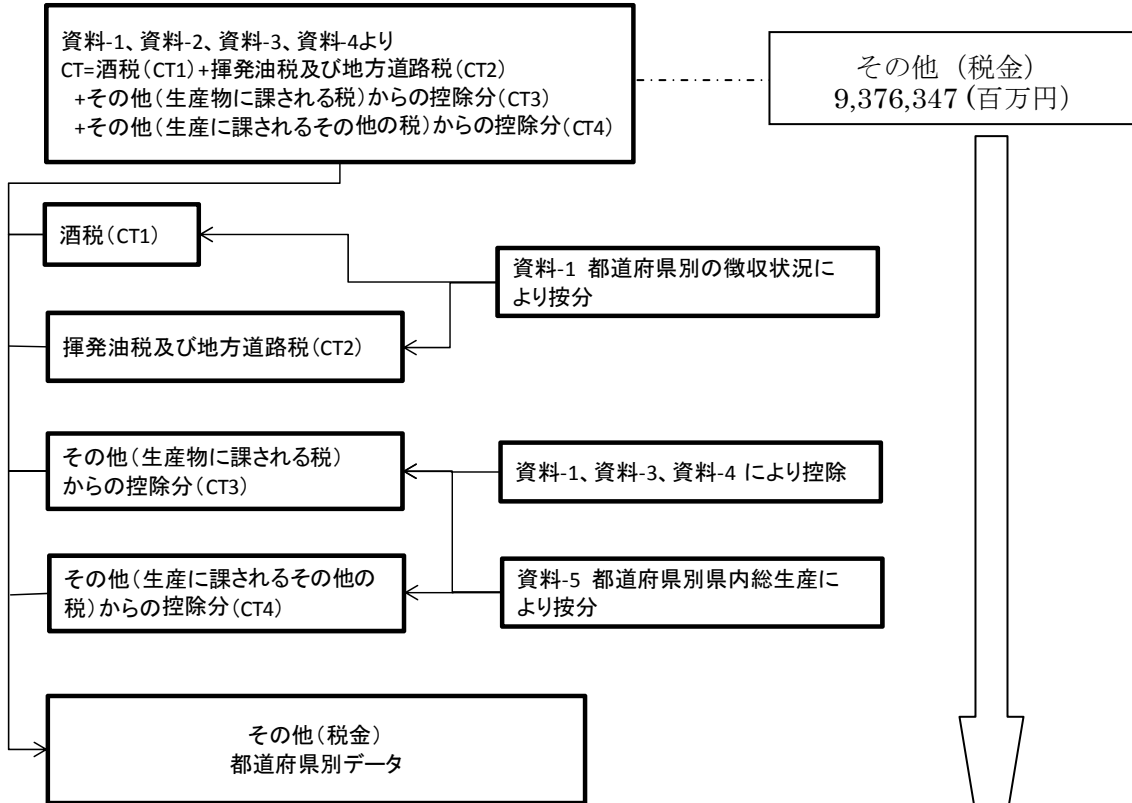 資料-1、資料-2、資料-3、資料-4より
CT=酒税(CT1)+揮発油税及び地方道路税(CT2)
+その他(生産物に課される税)からの控除分(CT3)
+その他(生産に課されるその他の税)からの控除分(CT4)
その他 (税金)
9,376,347 (百万円)
酒税(CT1)
資料-1 都道府県別の徴収状況に
より按分
揮発油税及び地方道路税(CT2)
その他(生産物に課される税)
からの控除分(CT3)
資料-1、資料-3、資料-4 により控除
その他(生産に課されるその他の
税)からの控除分(CT4)
資料-5 都道府県別県内総生産に
より按分
その他(税金)
都道府県別データ